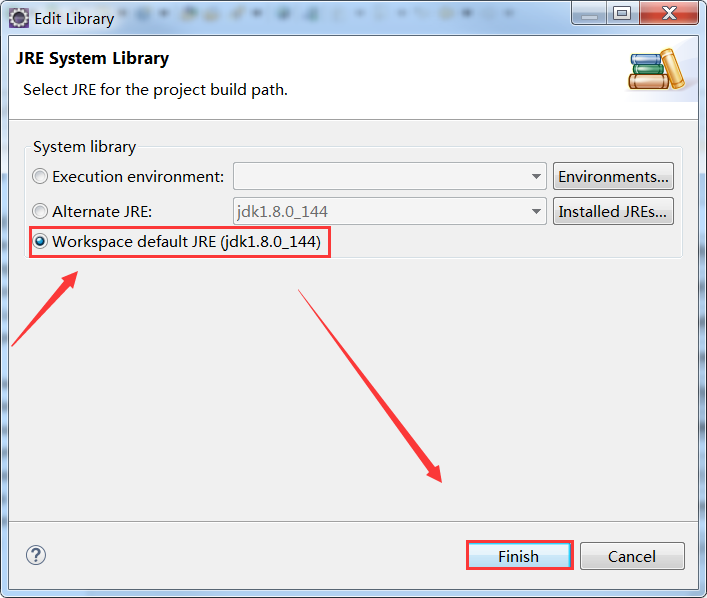 Edit Library
JRE System Library
Select JRE for the project build path.
System library
Execution environment: Environments...
Alternate JRE: jdk1.8.0_144 Installed JREs...
Workspace default JRE (jdk1.8.0_144)
? Finish Cancel